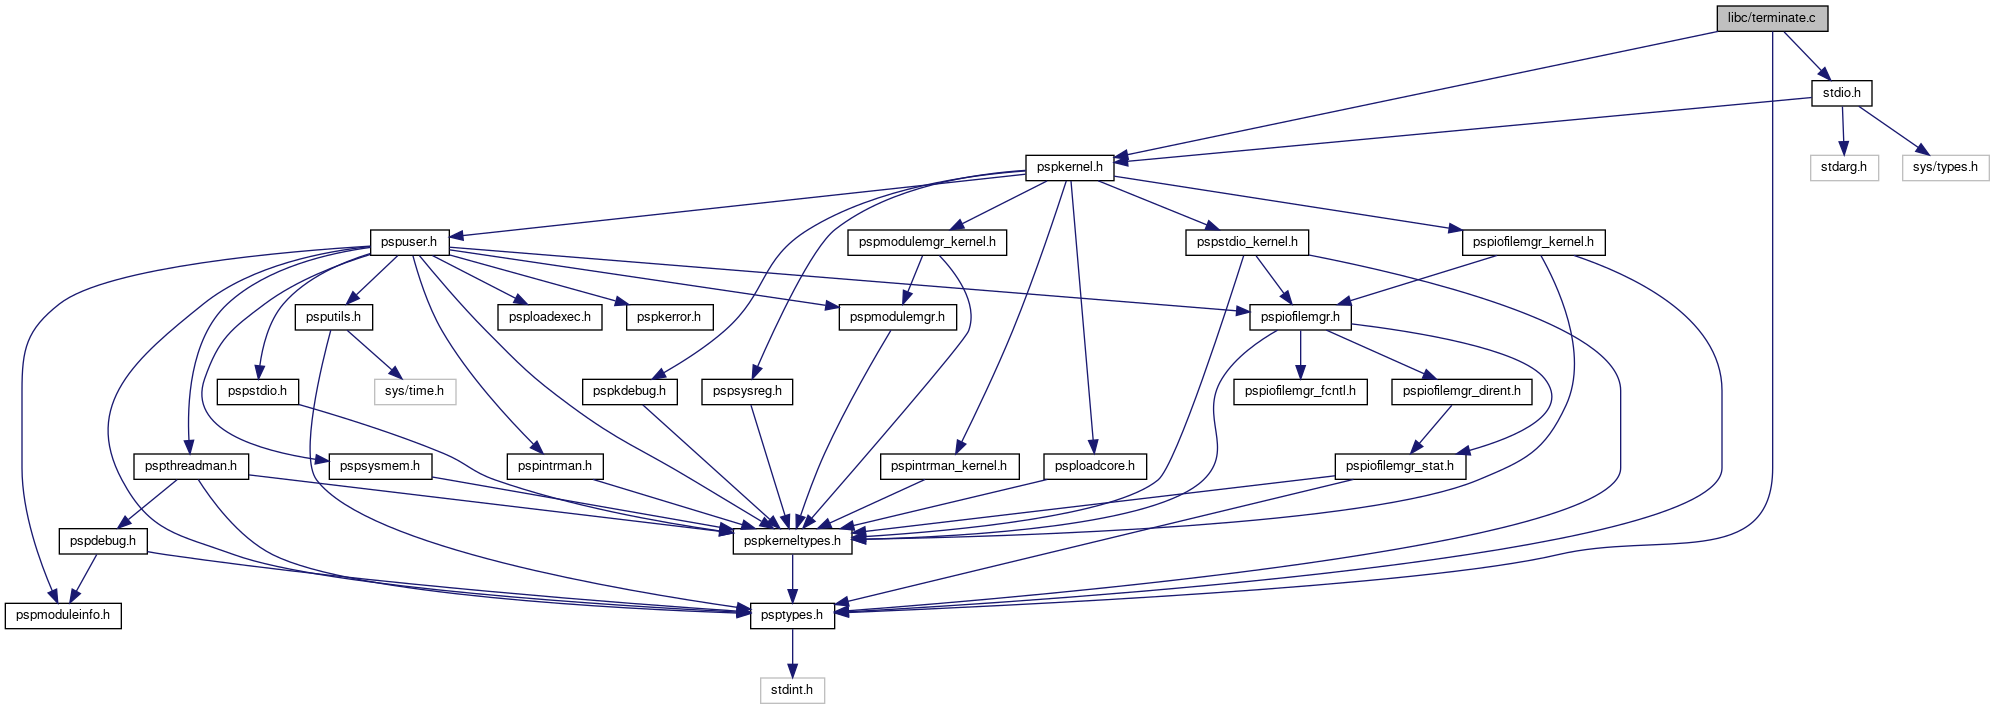 libc/terminate.c
stdio.h
pspkernel.h
stdarg.h
sys/types.h
pspuser.h
pspmodulemgr_kernel.h
pspstdio_kernel.h
pspiofilemgr_kernel.h
psputils.h
psploadexec.h
pspkerror.h
pspmodulemgr.h
pspiofilemgr.h
pspstdio.h
sys/time.h
pspkdebug.h
pspsysreg.h
pspiofilemgr_fcntl.h
pspiofilemgr_dirent.h
pspthreadman.h
pspsysmem.h
pspintrman.h
pspintrman_kernel.h
psploadcore.h
pspiofilemgr_stat.h
pspdebug.h
pspkerneltypes.h
pspmoduleinfo.h
psptypes.h
stdint.h